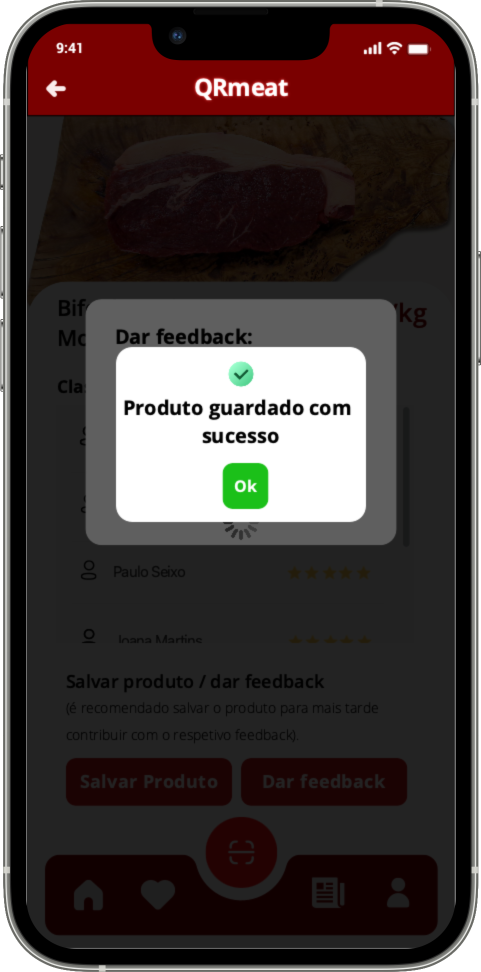 9:41
QRmeat
/kg
Dar feedback:
Produto guardado com
sucesso
Ok
Paulo Seixo
Joana Martins
Salvar produto / dar feedback
(é recomendado salvar o produto para mais tarde
contribuir com o respetivo feedback).
Salvar Produto
Dar feedback